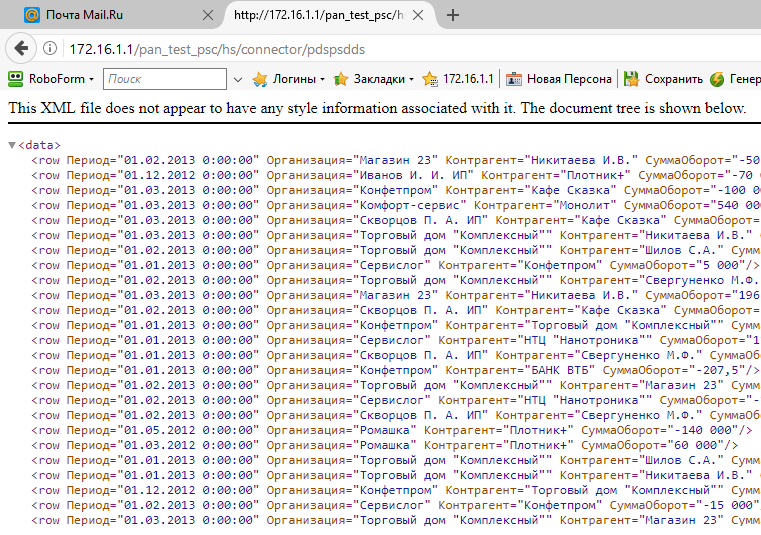 Почта Mail.Ru
http://172.16.1.1/pan_test_psc/hs
172.16.1.1/pan_test_psc/hs/connector/pdspsdds
RoboForm Поиск Логины Закладки 172.16.1.1 Новая Персона Сохранить Генер
This XML file does not appear to have any style information associated with it. The document tree is shown below.
<data>
<row Период="01.02.2013 0:00:00" Организация="Магазин 23" Контрагент="Никитаева И.В." СуммаОборот="-50
<row Период="01.12.2012 0:00:00" Организация="Иванов И. И. ИП" Контрагент="Плотник+" СуммаОборот="-70 0
<row Период="01.03.2013 0:00:00" Организация="Конфетпром" Контрагент="Кафе Сказка" СуммаОборот="-100 00
<row Период="01.03.2013 0:00:00" Организация="Комфорт-сервис" Контрагент="Монолит" СуммаОборот="540 000
<row Период="01.03.2013 0:00:00" Организация="Скворцов П. А. ИП" Контрагент="Кафе Сказка" СуммаОборот=
<row Период="01.03.2013 0:00:00" Организация="Торговый дом "Комплексный"" Контрагент="Никитаева И.В." С
<row Период="01.02.2013 0:00:00" Организация="Торговый дом "Комплексный"" Контрагент="Шилов С.А." Сумма
<row Период="01.01.2013 0:00:00" Организация="Сервислог" Контрагент="Конфетпром" СуммаОборот="5 000"/>
<row Период="01.02.2013 0:00:00" Организация="Торговый дом "Комплексный"" Контрагент="Свергуненко М.Ф.
<row Период="01.03.2013 0:00:00" Организация="Магазин 23" Контрагент="Никитаева И.В." СуммаОборот="196
<row Период="01.02.2013 0:00:00" Организация="Скворцов П. А. ИП" Контрагент="Кафе Сказка" СуммаОборот=
<row Период="01.01.2013 0:00:00" Организация="Конфетпром" Контрагент="Торговый дом "Комплексный"" Сумма
<row Период="01.01.2013 0:00:00" Организация="Сервислог" Контрагент="НТЦ "Нанотроника"" СуммаОборот="1
<row Период="01.01.2013 0:00:00" Организация="Скворцов П. А. ИП" Контрагент="Свергуненко М.Ф." СуммаОбо
<row Период="01.01.2013 0:00:00" Организация="Конфетпром" Контрагент="БАНК ВТБ" СуммаОборот="-207,5"/>
<row Период="01.02.2013 0:00:00" Организация="Торговый дом "Комплексный"" Контрагент="Магазин 23" Сумма
<row Период="01.02.2013 0:00:00" Организация="Сервислог" Контрагент="НТЦ "Нанотроника"" СуммаОборот="-
<row Период="01.02.2013 0:00:00" Организация="Скворцов П. А. ИП" Контрагент="Свергуненко М.Ф." СуммаОбо
<row Период="01.05.2012 0:00:00" Организация="Ромашка" Контрагент="Плотник+" СуммаОборот="-140 000"/>
<row Период="01.03.2012 0:00:00" Организация="Ромашка" Контрагент="Плотник+" СуммаОборот="60 000"/>
<row Период="01.01.2013 0:00:00" Организация="Торговый дом "Комплексный"" Контрагент="Шилов С.А." Сумма
<row Период="01.01.2013 0:00:00" Организация="Торговый дом "Комплексный"" Контрагент="Никитаева И.В." С
<row Период="01.12.2012 0:00:00" Организация="Конфетпром" Контрагент="Торговый дом "Комплексный"" Сумма
<row Период="01.02.2013 0:00:00" Организация="Сервислог" Контрагент="Конфетпром" СуммаОборот="-15 000"
<row Период="01.03.2013 0:00:00" Организация="Торговый дом "Комплексный"" Контрагент="Магазин 23" Сумма